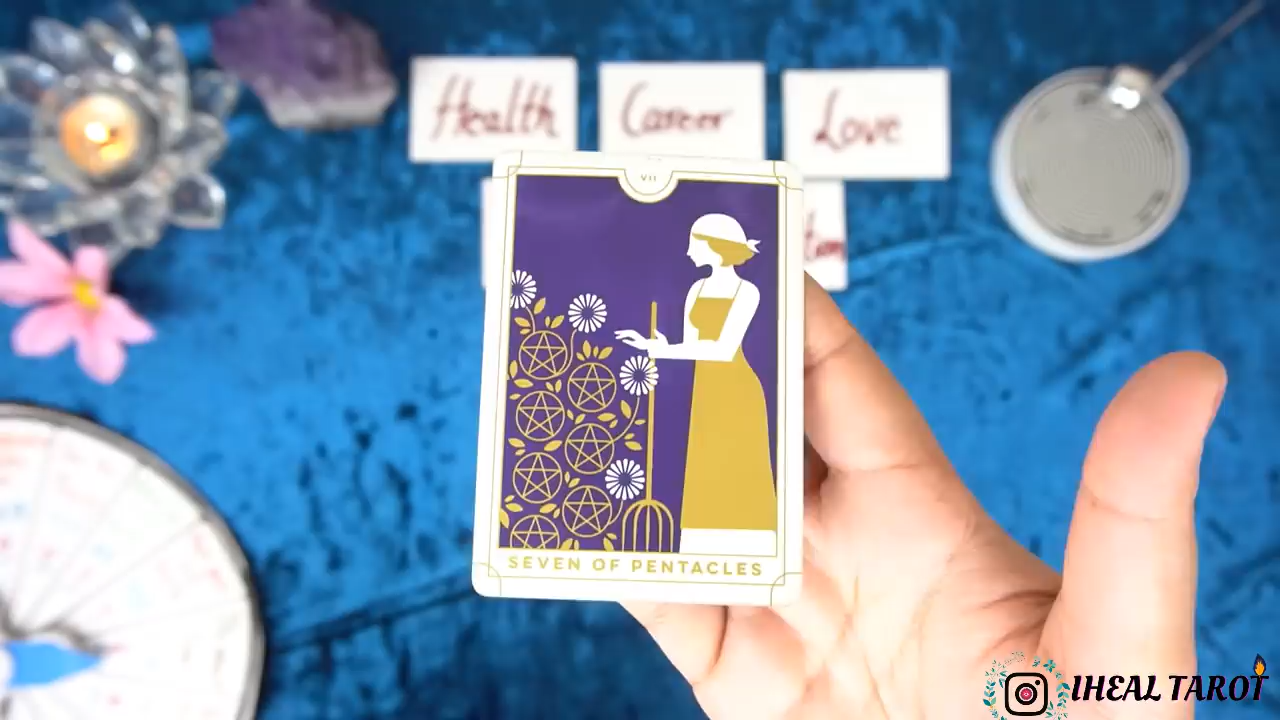 Health
Career
Love
VII
SEVEN OF PENTACLES
IHEAL TAROT